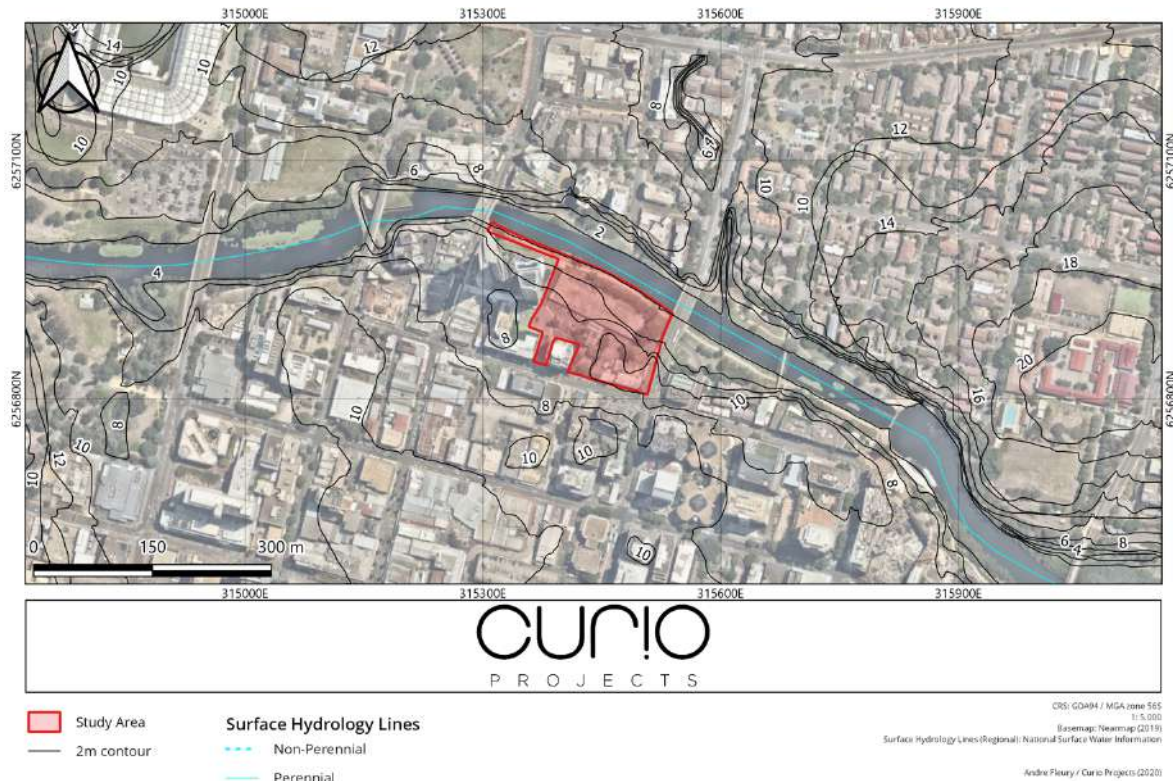 315000E 315300E 315600E 315900E
14
12
10
10
10
8
6
4
6
12
10
10
14
18
6257100N
6257100N
6
8
2
4
8
20
16
6256800N
6256800N
10
8
10
8
12
10
10
10
10
8
10
6
4
8
0 150 300 m
315000E 315300E 315600E 315900E
CUR!O
PROJECTS
Study Area
2m contour
Surface Hydrology Lines
Non-Perennial
Perennial
CRS: GDA94 / MGA zone 56S
1: 5,000
Basemap: Nearmap (2019)
Surface Hydrology Lines (Regional): National Surface Water Information
Andre Fleury / Curio Projects (2020)